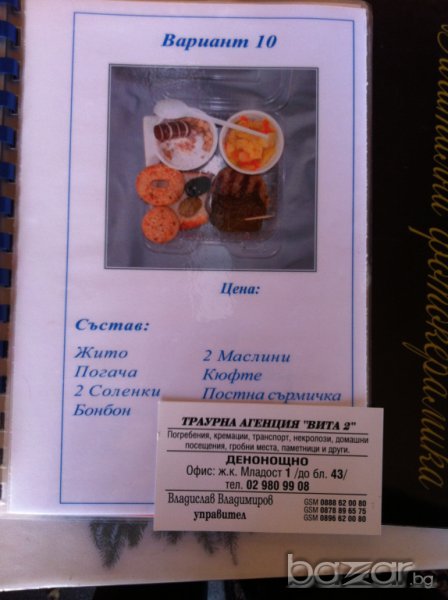 Вариант 10
Цена:
Състав:
Жито
Погача
2 Соленки
Бонбон
2 Маслини
Кюфте
Постна сърмичка
ТРАУРНА АГЕНЦИЯ "ВИТА 2"
Погребения, кремации, транспорт, некролози, домашни
посещения, гробни места, паметници и други.
ДЕНОНОЩНО
Офис: ж.к. Младост 1 /до бл. 43/
тел. 02 980 99 08
Владислав Владимиров
управител
GSM 0888 62 00 80
GSM 0878 89 65 75
GSM 0896 62 00 80
bazar.bg